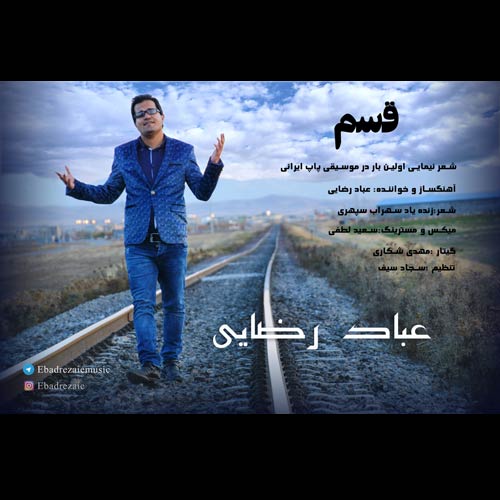 قسم
شعر نیمایی اولین بار در موسیقی پاپ ایرانی
آهنگساز و خواننده: عباد رضایی
شعر:زنده یاد سهراب سپهری
میکس و مسترینگ:سعید لطفی
گیتار :مهدی شکاری
تنظیم :سجاد سیف
عباد رضایی
Ebadrezaiemusic
Ebadrezaie